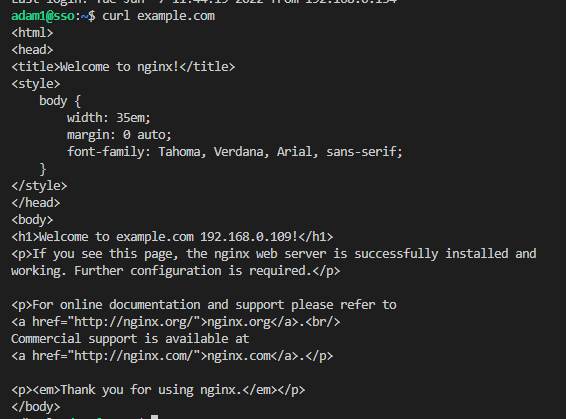 Last login: Tue Jun  7 11:44:19 2022 from 192.168.0.134
adam1@sso:~$ curl example.com
<html>
<head>
<title>Welcome to nginx!</title>
<style>
    body {
        width: 35em;
        margin: 0 auto;
        font-family: Tahoma, Verdana, Arial, sans-serif;
    }
</style>
</head>
<body>
<h1>Welcome to example.com 192.168.0.109!</h1>
<p>If you see this page, the nginx web server is successfully installed and
working. Further configuration is required.</p>

<p>For online documentation and support please refer to
<a href="http://nginx.org/">nginx.org</a>.<br/>
Commercial support is available at
<a href="http://nginx.com/">nginx.com</a>.</p>

<p><em>Thank you for using nginx.</em></p>
</body>